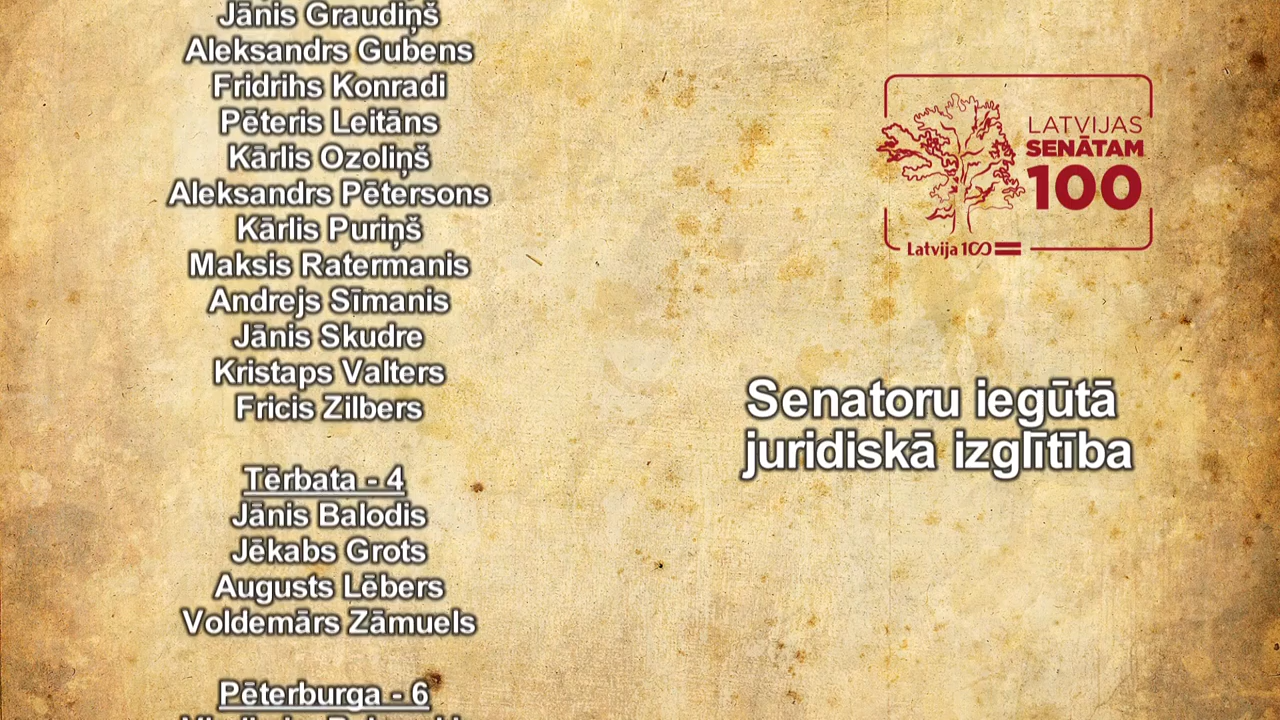 Jānis Graudiņš
Aleksandrs Gubens
Fridrihs Konradi
Pēteris Leitāns
Kārlis Ozoliņš
Aleksandrs Pētersons
Kārlis Puriņš
Maksis Ratermanis
Andrejs Sīmanis
Jānis Skudre
Kristaps Valters
Fricis Zilbers
Tērbata - 4
Jānis Balodis
Jēkabs Grots
Augusts Lēbers
Voldemārs Zāmuels
Pēterburga - 6
LATVIJAS
SENĀTAM
100
Latvija 100
Senatoru iegūtā
juridiskā izglītība